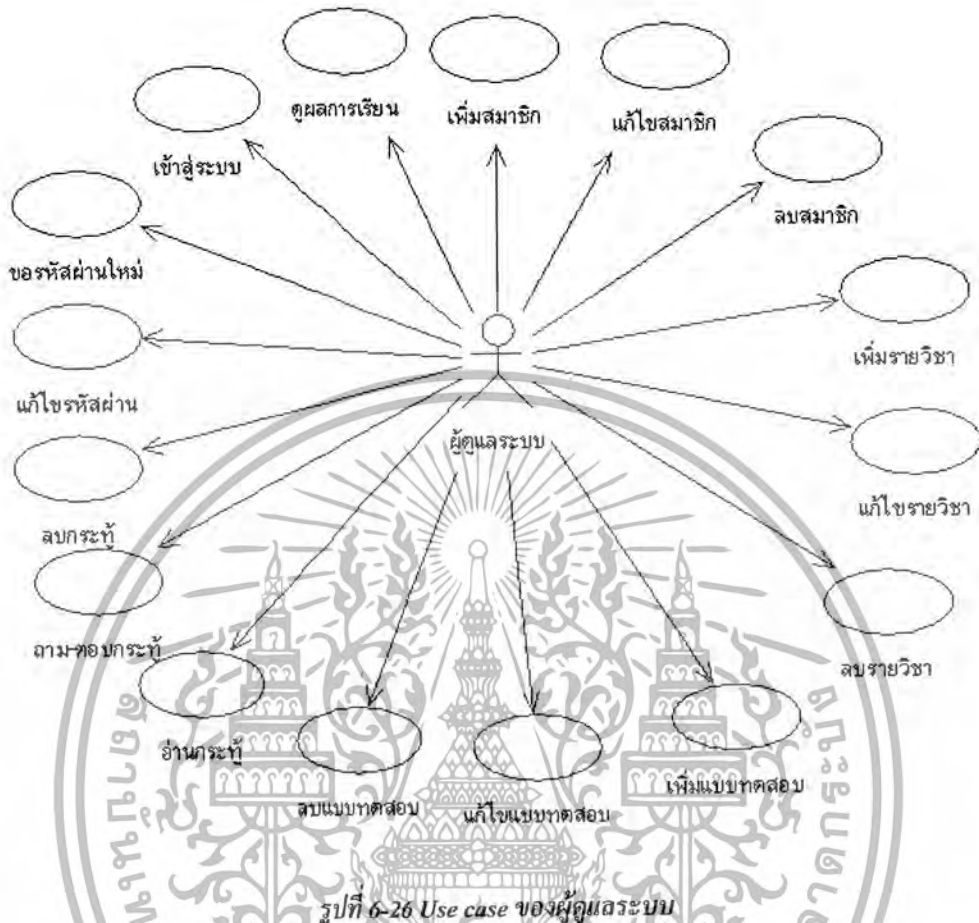 ดูผลการเรียน
เพิ่มสมาชิก
แก้ไขสมาชิก
เข้าสู่ระบบ
ลบสมาชิก
ขอรหัสผ่านใหม่
เพิ่มรายวิชา
แก้ไขรหัสผ่าน
ผู้ดูแลระบบ
แก้ไขรายวิชา
ลบกระทู้
ถาม-ตอบกระทู้
ลบรายวิชา
อ่านกระทู้
ลบแบบทดสอบ
แก้ไขแบบทดสอบ
เพิ่มแบบทดสอบ
รูปที่ 6-26 Use case ของผู้ดูแลระบบ